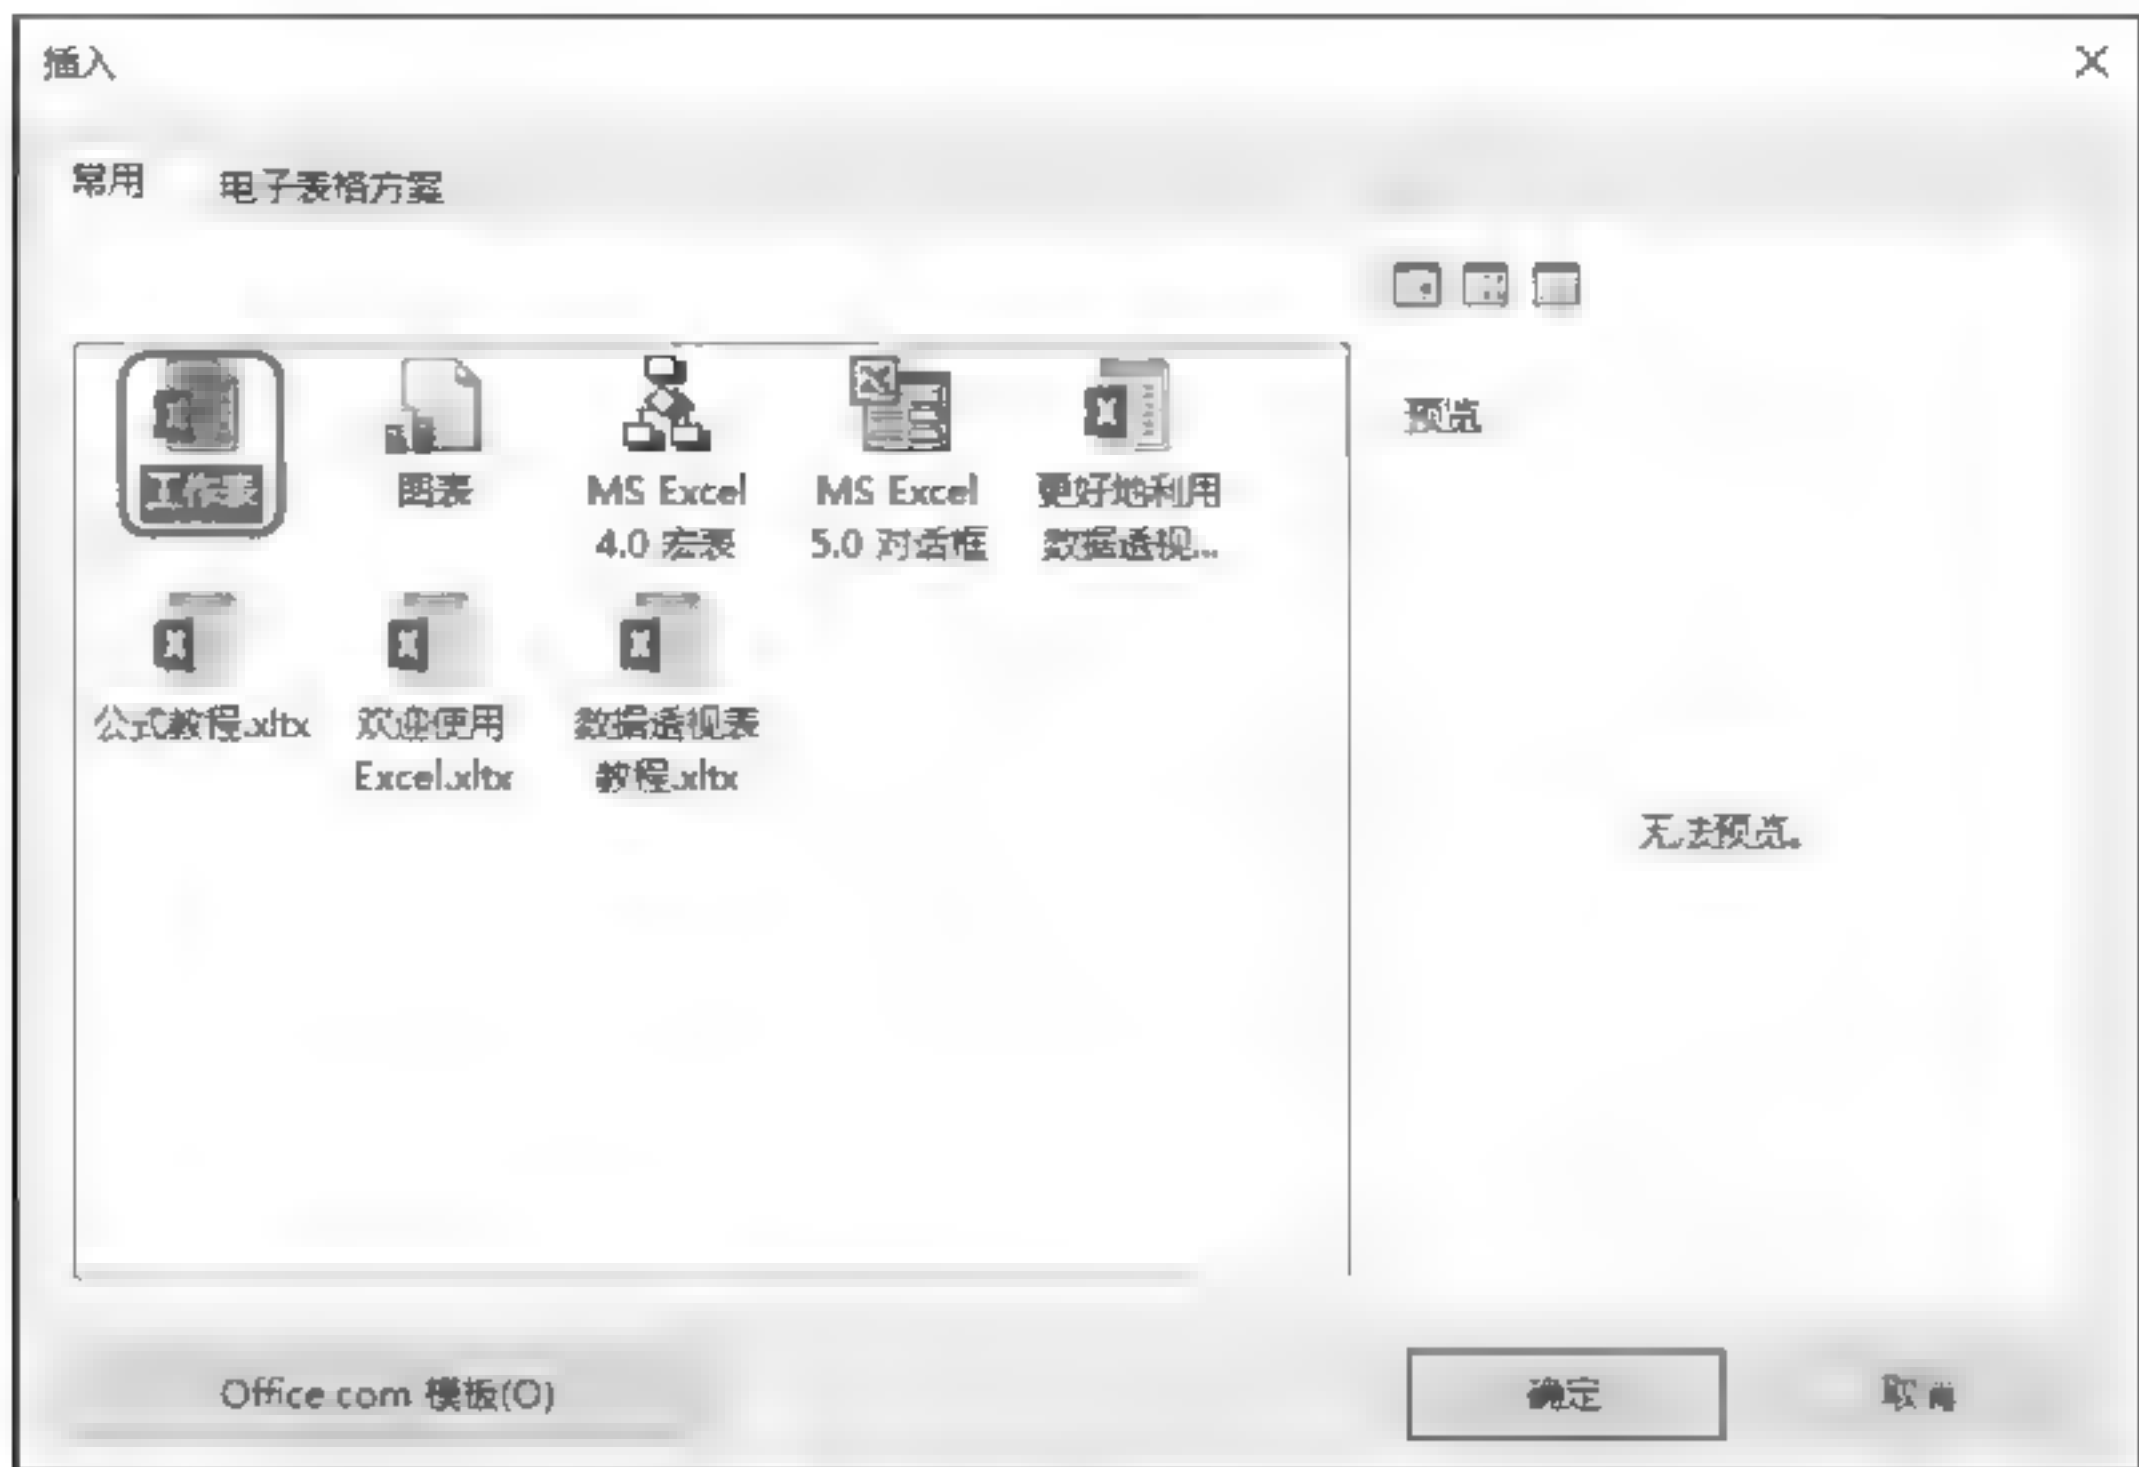 插入
常用
电子表格方案
预览
工作表
图表
MS Excel
4.0 宏表
MS Excel
5.0 对话框
更好地利用
数据透视...
公式教程.xltx
欢迎使用
Excel.xltx
数据透视表
教程.xltx
无法预览。
Office.com 模板(O)
确定
取消